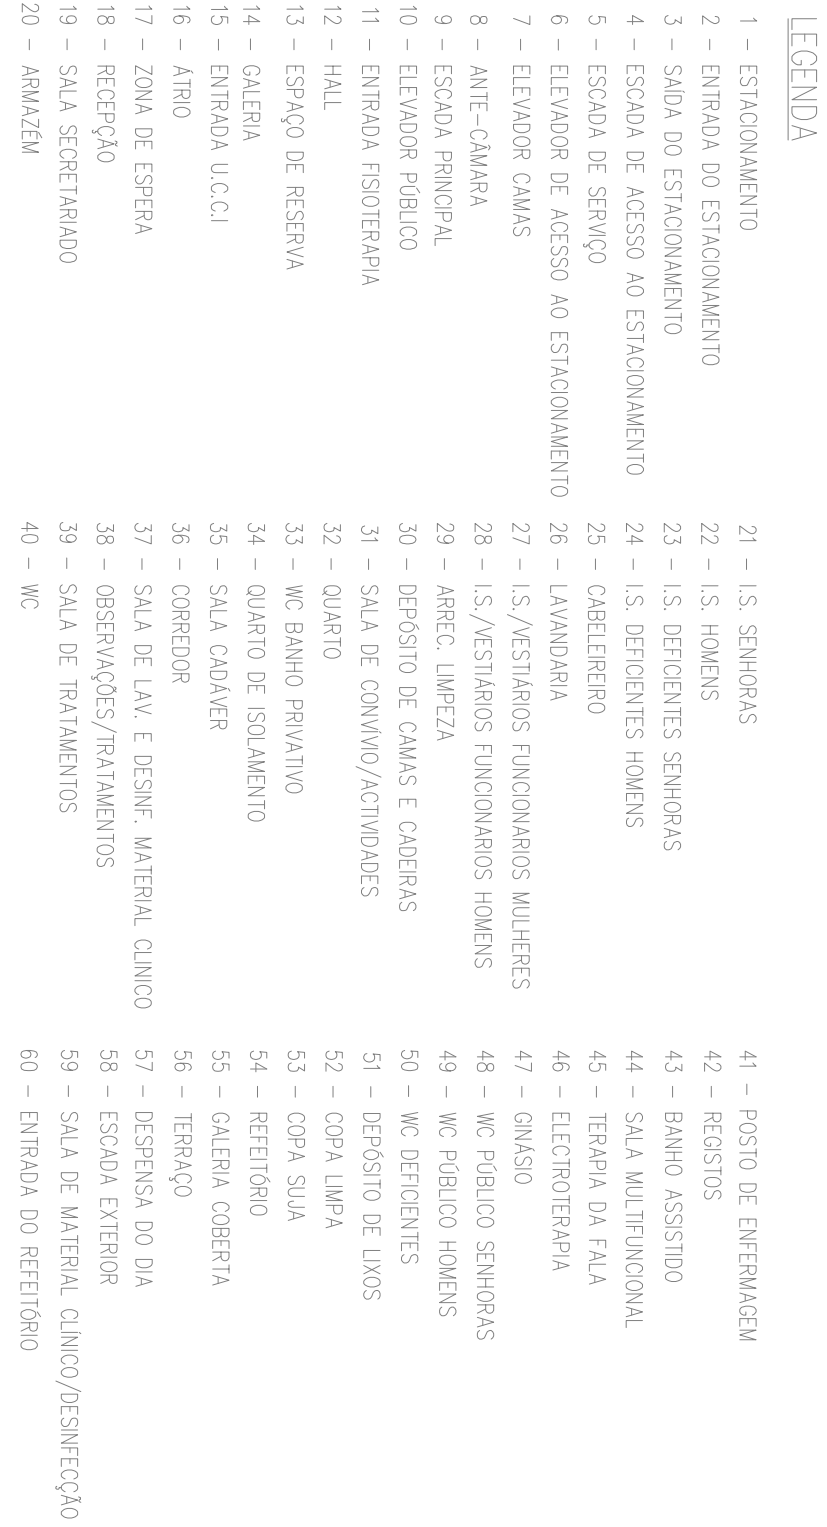 LEGENDA
1 - ESTACIONAMENTO
2 - ENTRADA DO ESTACIONAMENTO
3 - SAÍDA DO ESTACIONAMENTO
4 - ESCADA DE ACESSO AO ESTACIONAMENTO
5 - ESCADA DE SERVIÇO
6 - ELEVADOR DE ACESSO AO ESTACIONAMENTO
7 - ELEVADOR CAMAS
8 - ANTE-CÂMARA
9 - ESCADA PRINCIPAL
10 - ELEVADOR PÚBLICO
11 - ENTRADA FISIOTERAPIA
12 - HALL
13 - ESPAÇO DE RESERVA
14 - GALERIA
15 - ENTRADA U.C.C.I
16 - ÁTRIO
17 - ZONA DE ESPERA
18 - RECEPÇÃO
19 - SALA SECRETARIADO
20 - ARMAZÉM
21 - I.S. SENHORAS
22 - I.S. HOMENS
23 - I.S. DEFICIENTES SENHORAS
24 - I.S. DEFICIENTES HOMENS
25 - CABELEIREIRO
26 - LAVANDARIA
27 - I.S./VESTIÁRIOS FUNCIONARIOS MULHERES
28 - I.S./VESTIÁRIOS FUNCIONARIOS HOMENS
29 - ARREC. LIMPEZA
30 - DEPÓSITO DE CAMAS E CADEIRAS
31 - SALA DE CONVÍVIO/ACTIVIDADES
32 - QUARTO
33 - WC BANHO PRIVATIVO
34 - QUARTO DE ISOLAMENTO
35 - SALA CADÁVER
36 - CORREDOR
37 - SALA DE LAV. E DESINF. MATERIAL CLINICO
38 - OBSERVAÇÕES/TRATAMENTOS
39 - SALA DE TRATAMENTOS
40 - WC
41 - POSTO DE ENFERMAGEM
42 - REGISTOS
43 - BANHO ASSISTIDO
44 - SALA MULTIFUNCIONAL
45 - TERAPIA DA FALA
46 - ELECTROTERAPIA
47 - GINÁSIO
48 - WC PÚBLICO SENHORAS
49 - WC PÚBLICO HOMENS
50 - WC DEFICIENTES
51 - DEPÓSITO DE LIXOS
52 - COPA LIMPA
53 - COPA SUJA
54 - REFEITÓRIO
55 - GALERIA COBERTA
56 - TERRAÇO
57 - DESPENSA DO DIA
58 - ESCADA EXTERIOR
59 - SALA DE MATERIAL CLÍNICO/DESINFECÇÃO
60 - ENTRADA DO REFEITÓRIO